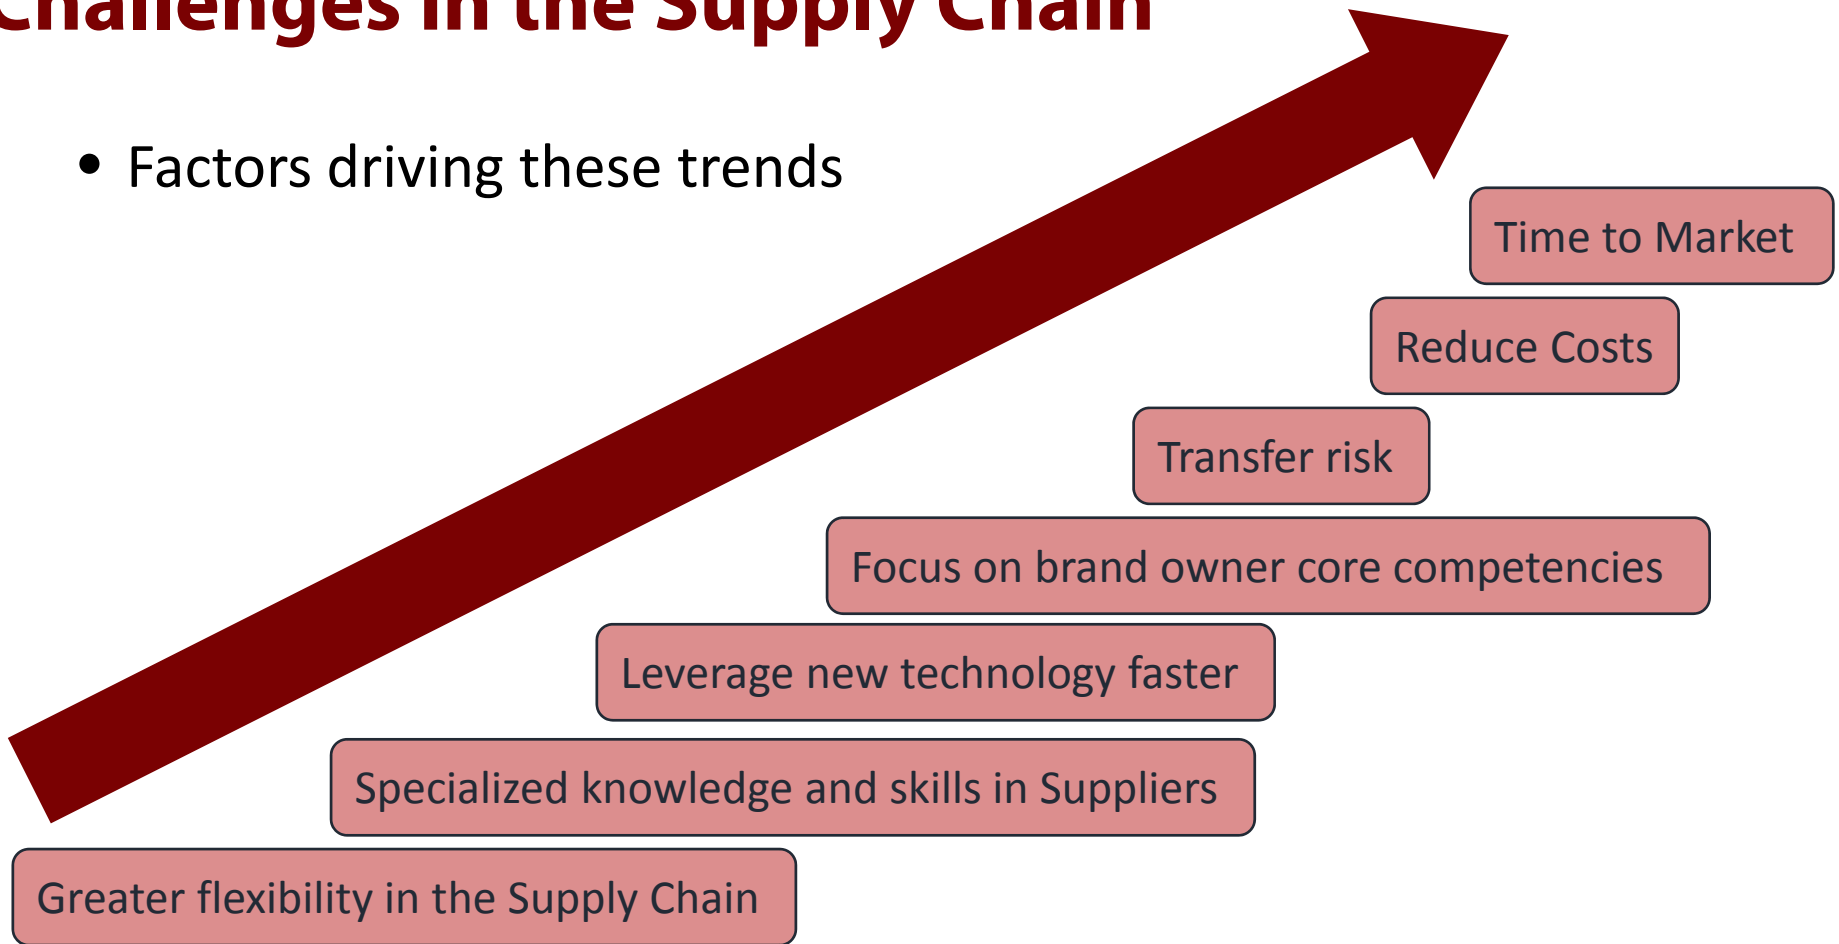 Challenges in the Supply Chain
• Factors driving these trends
Time to Market
Reduce Costs
Transfer risk
Focus on brand owner core competencies
Leverage new technology faster
Specialized knowledge and skills in Suppliers
Greater flexibility in the Supply Chain